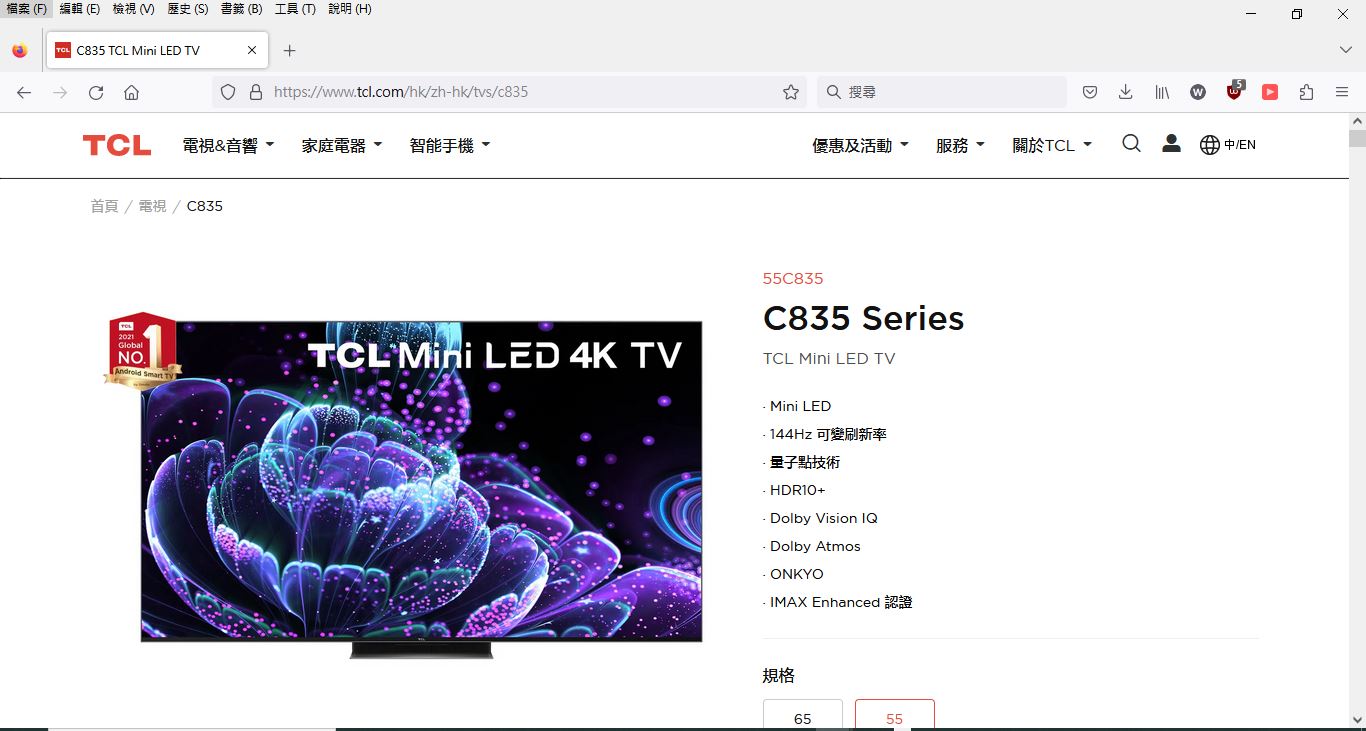 檔案 (F) 編輯 (E) 檢視 (V) 歷史 (S) 書籤 (B) 工具 (T) 說明 (H)
TCL C835 TCL Mini LED TV
https://www.tcl.com/hk/zh-hk/tvs/c835 搜尋 W 5
TCL 電視&音響 家庭電器 智能手機 優惠及活動 服務 關於TCL 中/EN
首頁 / 電視 / C835
55C835
C835 Series
TCL Mini LED TV
TCL
2021
Global
NO. 1
Android Smart TV
TCL Mini LED 4K TV
TCL
· Mini LED
· 144Hz 可變刷新率
· 量子點技術
· HDR10+
· Dolby Vision IQ
· Dolby Atmos
· ONKYO
· IMAX Enhanced 認證
規格
65 55